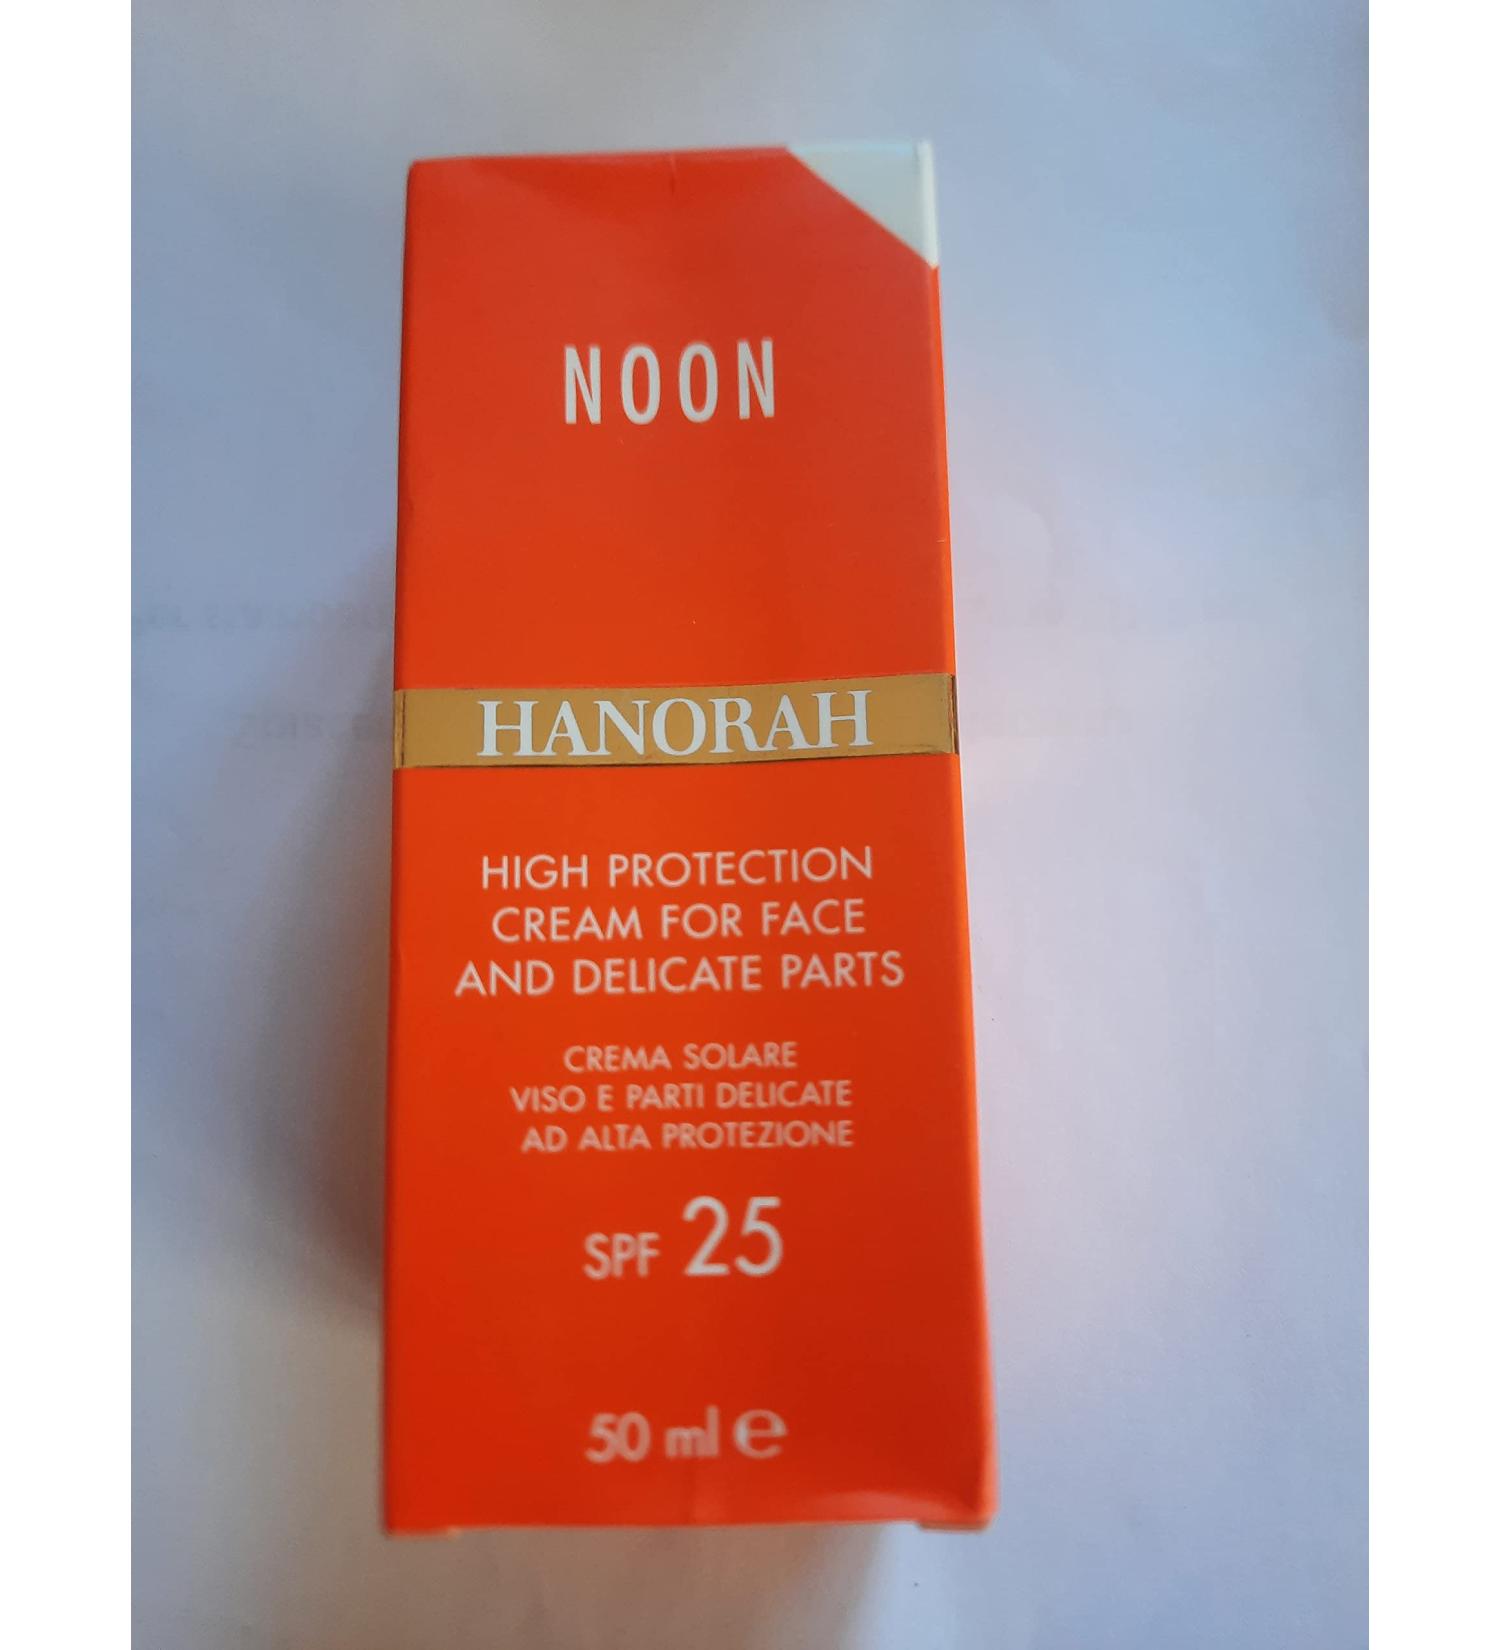 NOON
HANORAH
HIGH PROTECTION
CREAM FOR FACE
AND DELICATE PARTS
CREMA SOLARE
VISO E PARTI DELICATE
AD ALTA PROTEZIONE
SPF 25
50 ml ℮